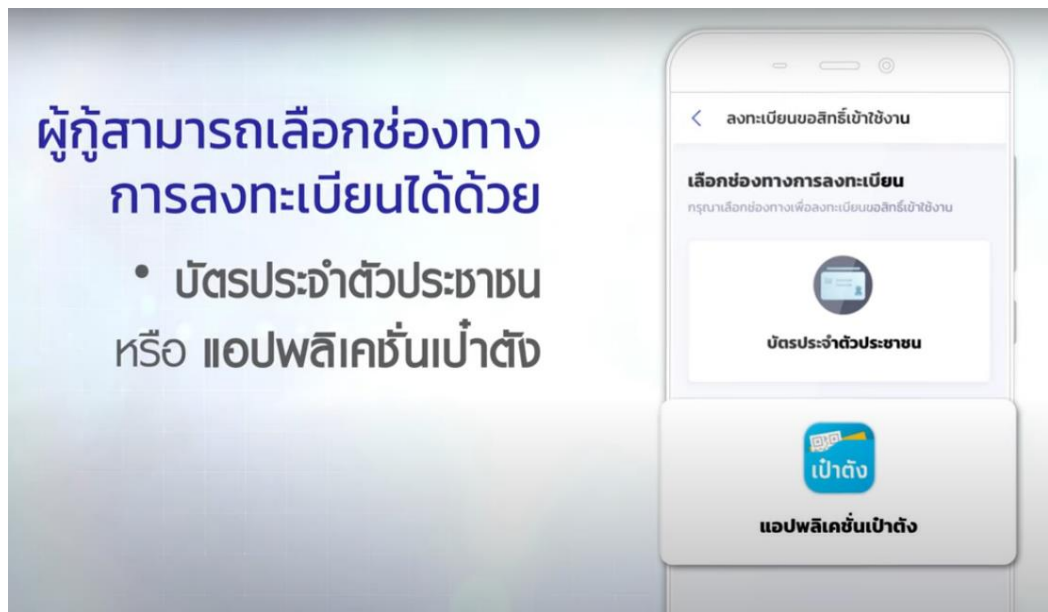 ผู้กู้สามารถเลือกช่องทาง
การลงทะเบียนได้ด้วย
• บัตรประจำตัวประชาชน
หรือ แอปพลิเคชั่นเป๋าตัง
ลงทะเบียนขอสิทธิ์เข้าใช้งาน
เลือกช่องทางการลงทะเบียน
กรุณาเลือกช่องทางเพื่อลงทะเบียนขอสิทธิ์เข้าใช้งาน
บัตรประจำตัวประชาชน
เป๋าตัง
แอปพลิเคชั่นเป๋าตัง